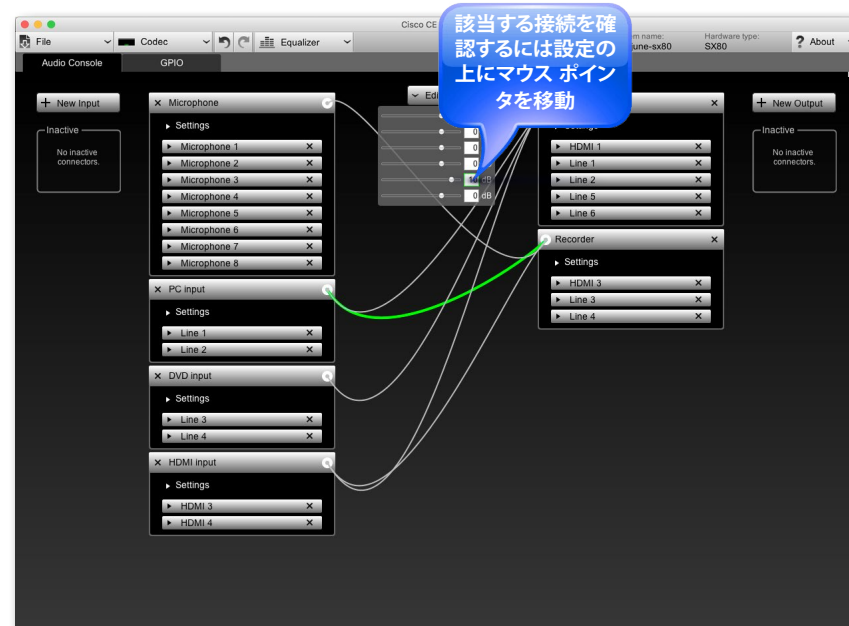 Cisco CE
該当する接続を確
認するには設定の
上にマウス ポイン
タを移動
File
Codec
Equalizer
une-sx80
Hardware type:
SX80
? About
Audio Console
GPIO
+ New Input
Inactive
No inactive
connectors.
× Microphone
Settings
Microphone 1 ×
Microphone 2 ×
Microphone 3 ×
Microphone 4 ×
Microphone 5 ×
Microphone 6 ×
Microphone 7 ×
Microphone 8 ×
× PC input
Settings
Line 1 ×
Line 2 ×
× DVD input
Settings
Line 3 ×
Line 4 ×
× HDMI input
Settings
HDMI 3 ×
HDMI 4 ×
0
0
10 dB
0 dB
×
HDMI 1 ×
Line 1 ×
Line 2 ×
Line 5 ×
Line 6 ×
Recorder ×
Settings
HDMI 3 ×
Line 3 ×
Line 4 ×
+ New Output
Inactive
No inactive
connectors.